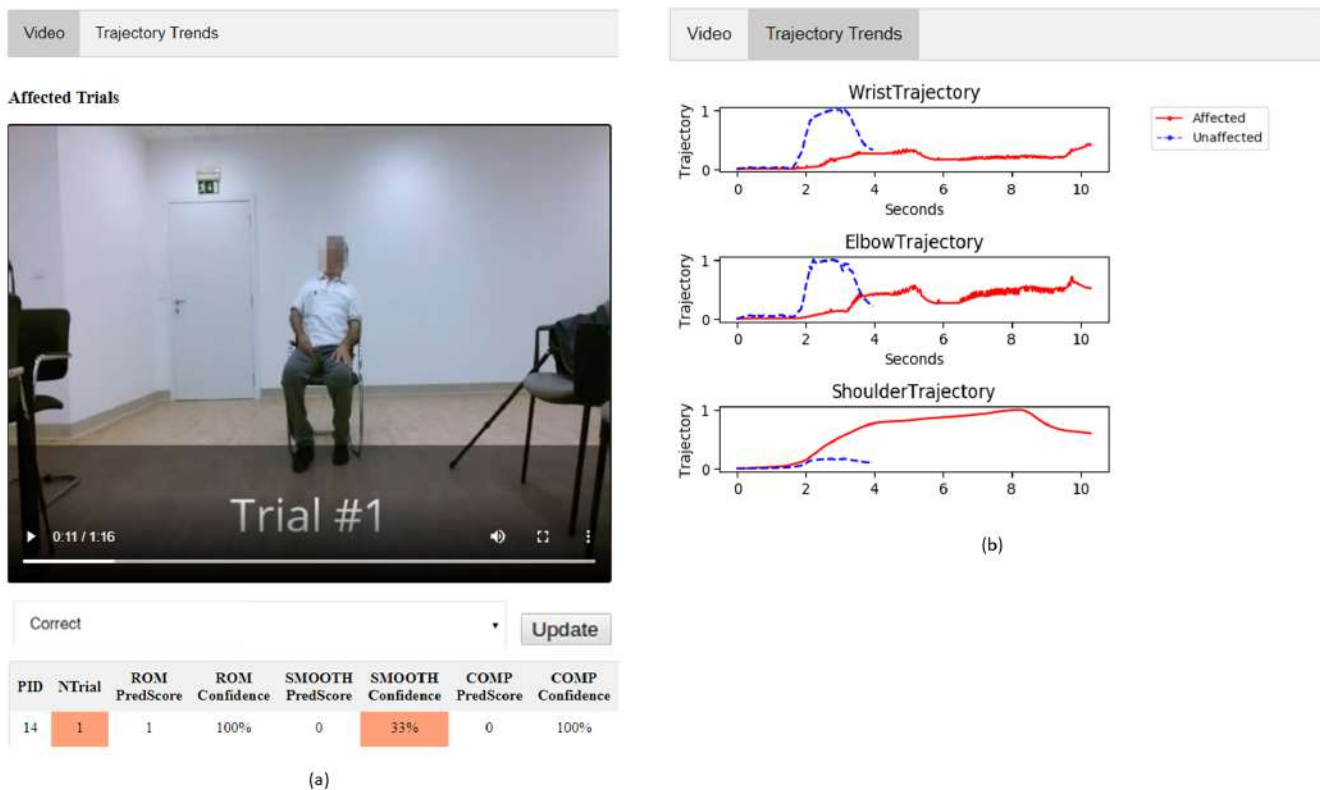 Video Trajectory Trends
Affected Trials
Trial #1
0:11 / 1:16
Correct
Update
PID NTrial ROM PredScore ROM Confidence SMOOTH PredScore SMOOTH Confidence COMP PredScore COMP Confidence
14 1 1 100% 0 33% 0 100%
(a)
Video Trajectory Trends
WristTrajectory
Trajectory
1
0
0 2 4 6 8 10
Seconds
Affected
Unaffected
ElbowTrajectory
Trajectory
1
0
0 2 4 6 8 10
Seconds
ShoulderTrajectory
Trajectory
1
0
0 2 4 6 8 10
(b)